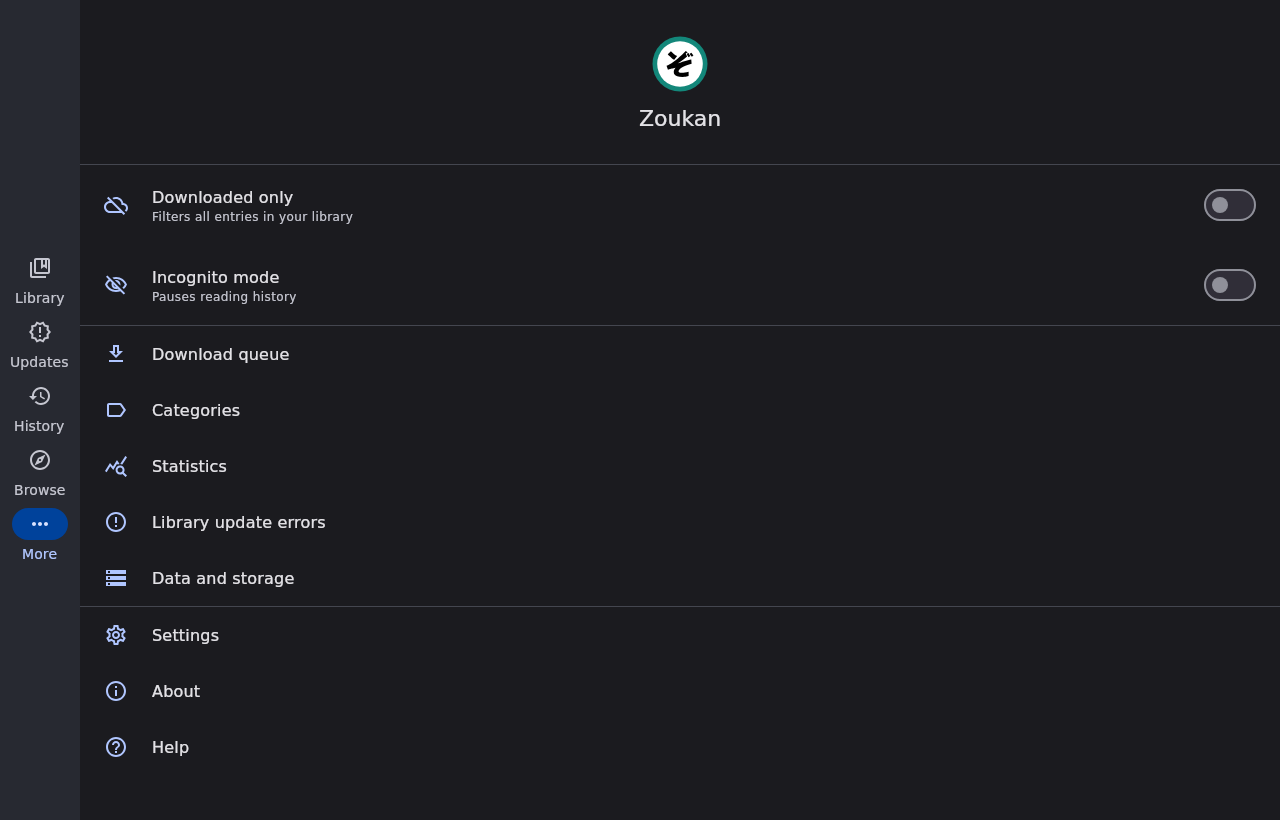 そ
Zoukan
Downloaded only
Filters all entries in your library
Incognito mode
Pauses reading history
Download queue
Categories
Statistics
Library update errors
Data and storage
Settings
About
Help
Library
Updates
History
Browse
More